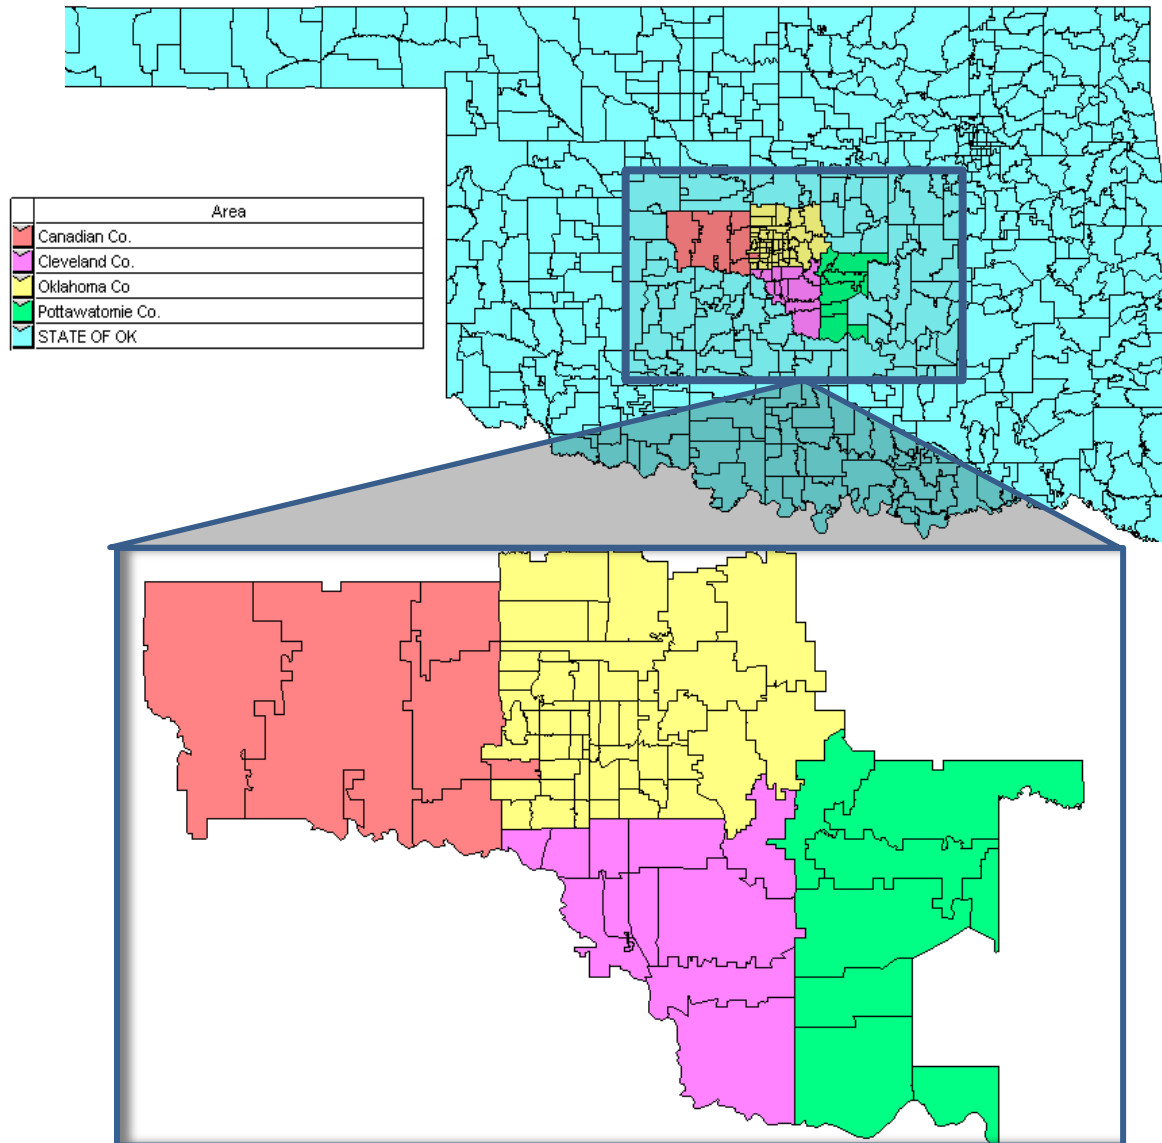 Area
Canadian Co.
Cleveland Co.
Oklahoma Co
Pottawatomie Co.
STATE OF OK